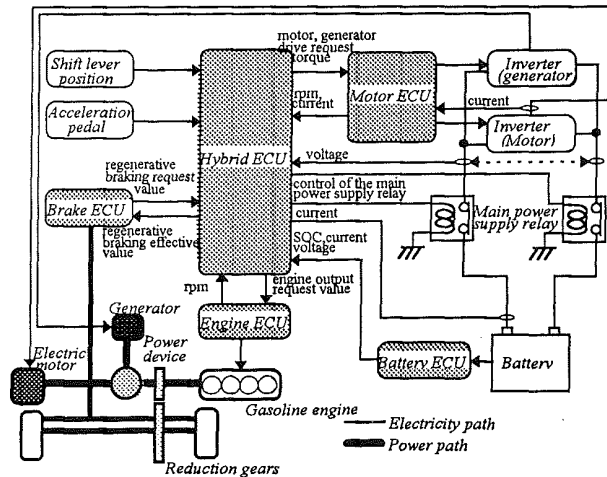 motor, generator
drive request
torque
Shift lever
position
Inverter
(generator
rpm,
current
Motor ECU
current
Acceleration
pedal
Inverter
(Motor)
Hybrid ECU
voltage
regenerative
braking request
value
control of the main
power supply relay
Brake ECU
current
Main power
supply relay
regenerative
braking effective
value
SOC,current
voltage
rpm
engine output
request value
Generator
Engine ECU
Power
device
Electric
motor
Battery ECU
Battery
Gasoline engine
Electricity path
Power path
Reduction gears